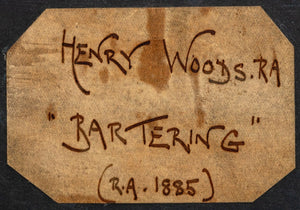 HENRY WOODS.RA
"BARTERING"
(R.A. 1885)